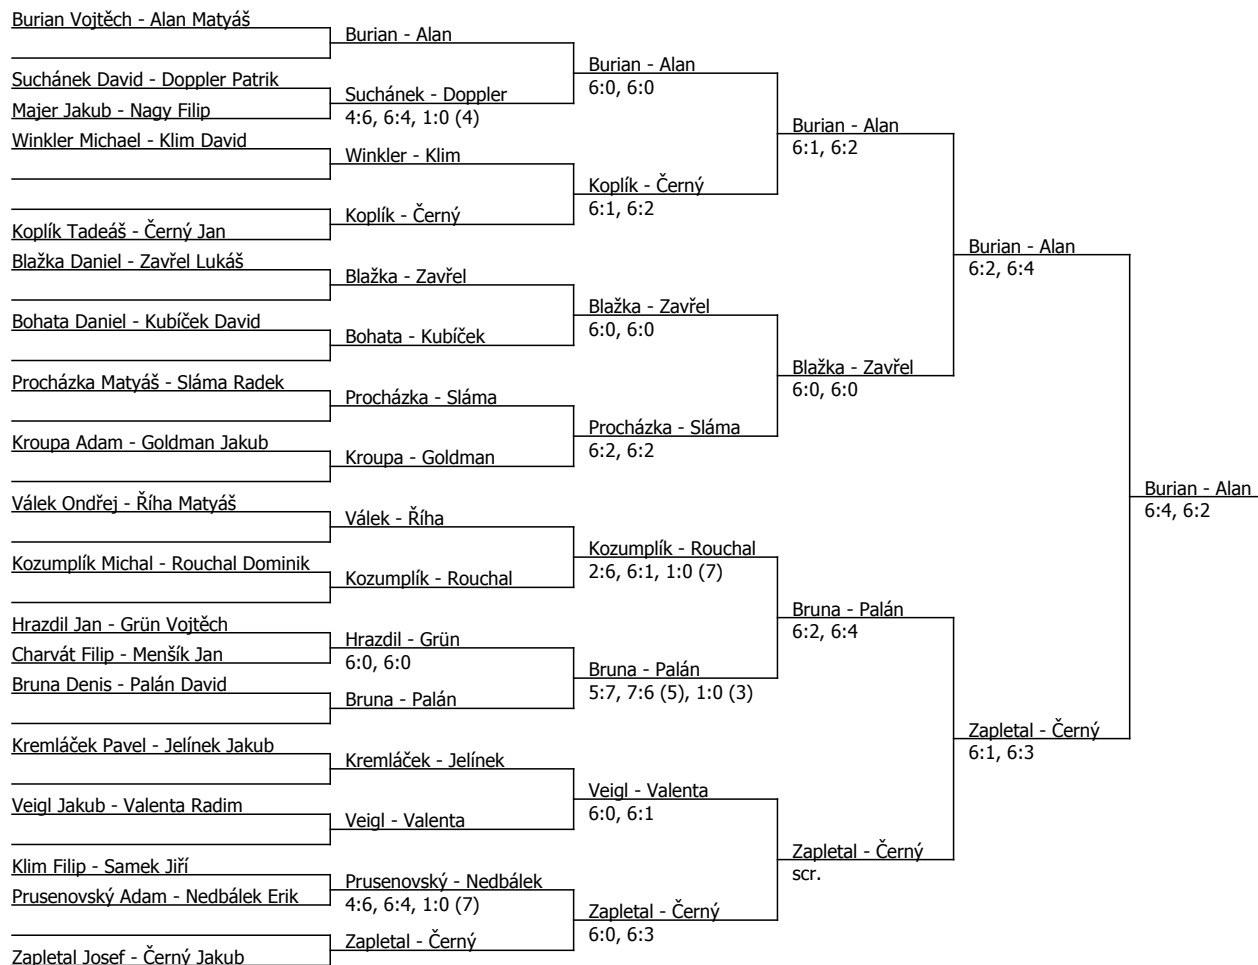 Burian Vojtěch - Alan Matyáš
Suchánek David - Doppler Patrik
Majer Jakub - Nagy Filip
Winkler Michael - Klim David
Koplík Tadeáš - Černý Jan
Blažka Daniel - Zavřel Lukáš
Bohata Daniel - Kubíček David
Procházka Matyáš - Sláma Radek
Kroupa Adam - Goldman Jakub
Válek Ondřej - Říha Matyáš
Kozumplík Michal - Rouchal Dominik
Hrazdil Jan - Grün Vojtěch
Charvát Filip - Menšík Jan
Bruna Denis - Palán David
Kremláček Pavel - Jelínek Jakub
Veigl Jakub - Valenta Radim
Klim Filip - Samek Jiří
Prusenovský Adam - Nedbálek Erik
Zapletal Josef - Černý Jakub
Burian - Alan
Suchánek - Doppler
4:6, 6:4, 1:0 (4)
Winkler - Klim
Koplík - Černý
Blažka - Zavřel
Bohata - Kubíček
Procházka - Sláma
Kroupa - Goldman
Válek - Říha
Kozumplík - Rouchal
Hrazdil - Grün
6:0, 6:0
Bruna - Palán
Kremláček - Jelínek
Veigl - Valenta
Prusenovský - Nedbálek
4:6, 6:4, 1:0 (7)
Zapletal - Černý
Burian - Alan
6:0, 6:0
Koplík - Černý
6:1, 6:2
Blažka - Zavřel
6:0, 6:0
Procházka - Sláma
6:2, 6:2
Kozumplík - Rouchal
2:6, 6:1, 1:0 (7)
Bruna - Palán
5:7, 7:6 (5), 1:0 (3)
Veigl - Valenta
6:0, 6:1
Zapletal - Černý
6:0, 6:3
Burian - Alan
6:1, 6:2
Blažka - Zavřel
6:0, 6:0
Bruna - Palán
6:2, 6:4
Zapletal - Černý
scr.
Burian - Alan
6:2, 6:4
Zapletal - Černý
6:1, 6:3
Burian - Alan
6:4, 6:2